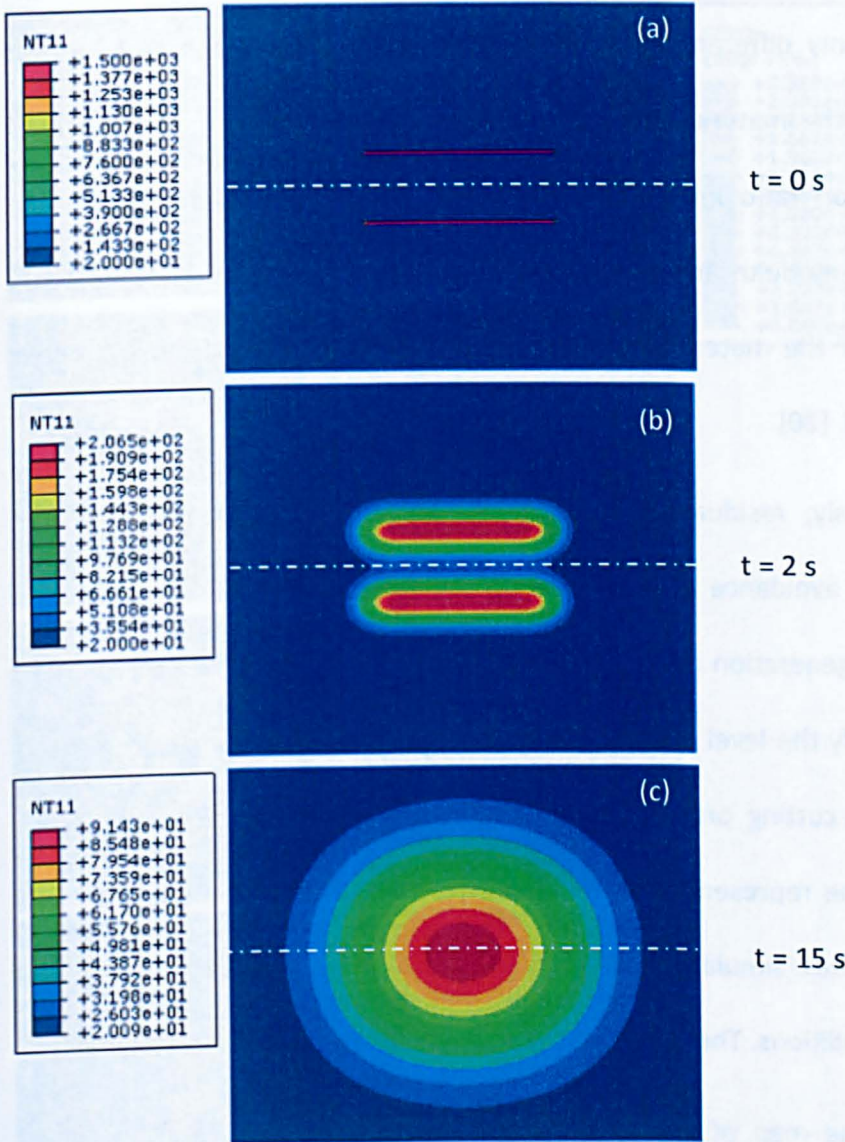 (a)
NT11
+1.500e+03
+1.377e+03
+1.253e+03
+1.130e+03
+1.007e+03
+8.833e+02
+7.600e+02
+6.367e+02
+5.133e+02
+3.900e+02
+2.667e+02
+1.433e+02
+2.000e+01
t = 0 s
(b)
NT11
+2.065e+02
+1.909e+02
+1.754e+02
+1.598e+02
+1.443e+02
+1.288e+02
+1.132e+02
+9.769e+01
+8.215e+01
+6.661e+01
+5.108e+01
+3.554e+01
+2.000e+01
t = 2 s
avoidance
generation
the level
(c)
NT11
+9.143e+01
+8.548e+01
+7.954e+01
+7.359e+01
+6.765e+01
+6.170e+01
+5.576e+01
+4.981e+01
+4.387e+01
+3.792e+01
+3.198e+01
+2.603e+01
+2.009e+01
cutting
t = 15 s